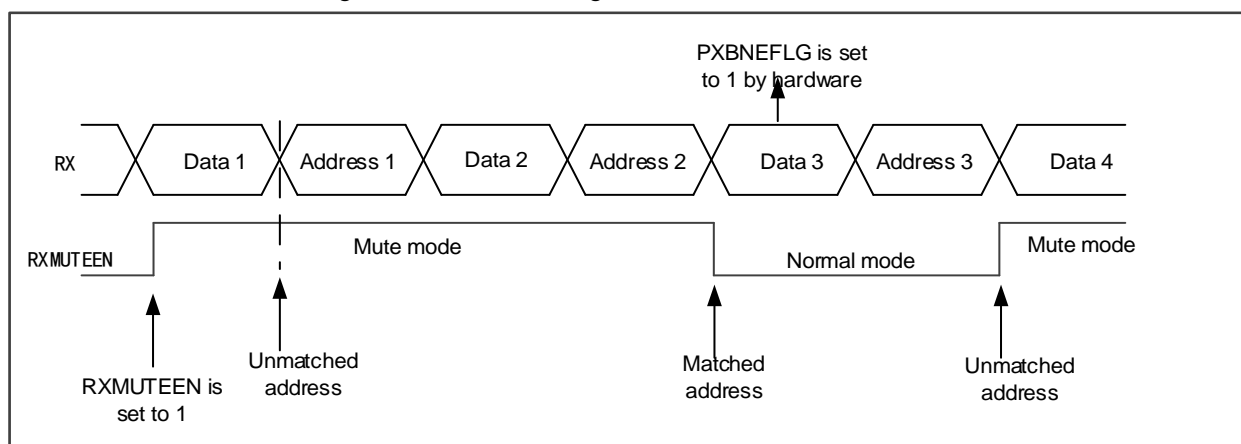 PXBNEFLG is set
to 1 by hardware
RX
Data 1
Address 1
Data 2
Address 2
Data 3
Address 3
Data 4
RXMUTEEN
Mute mode
Normal mode
Mute mode
RXMUTEEN is
set to 1
Unmatched
address
Matched
address
Unmatched
address